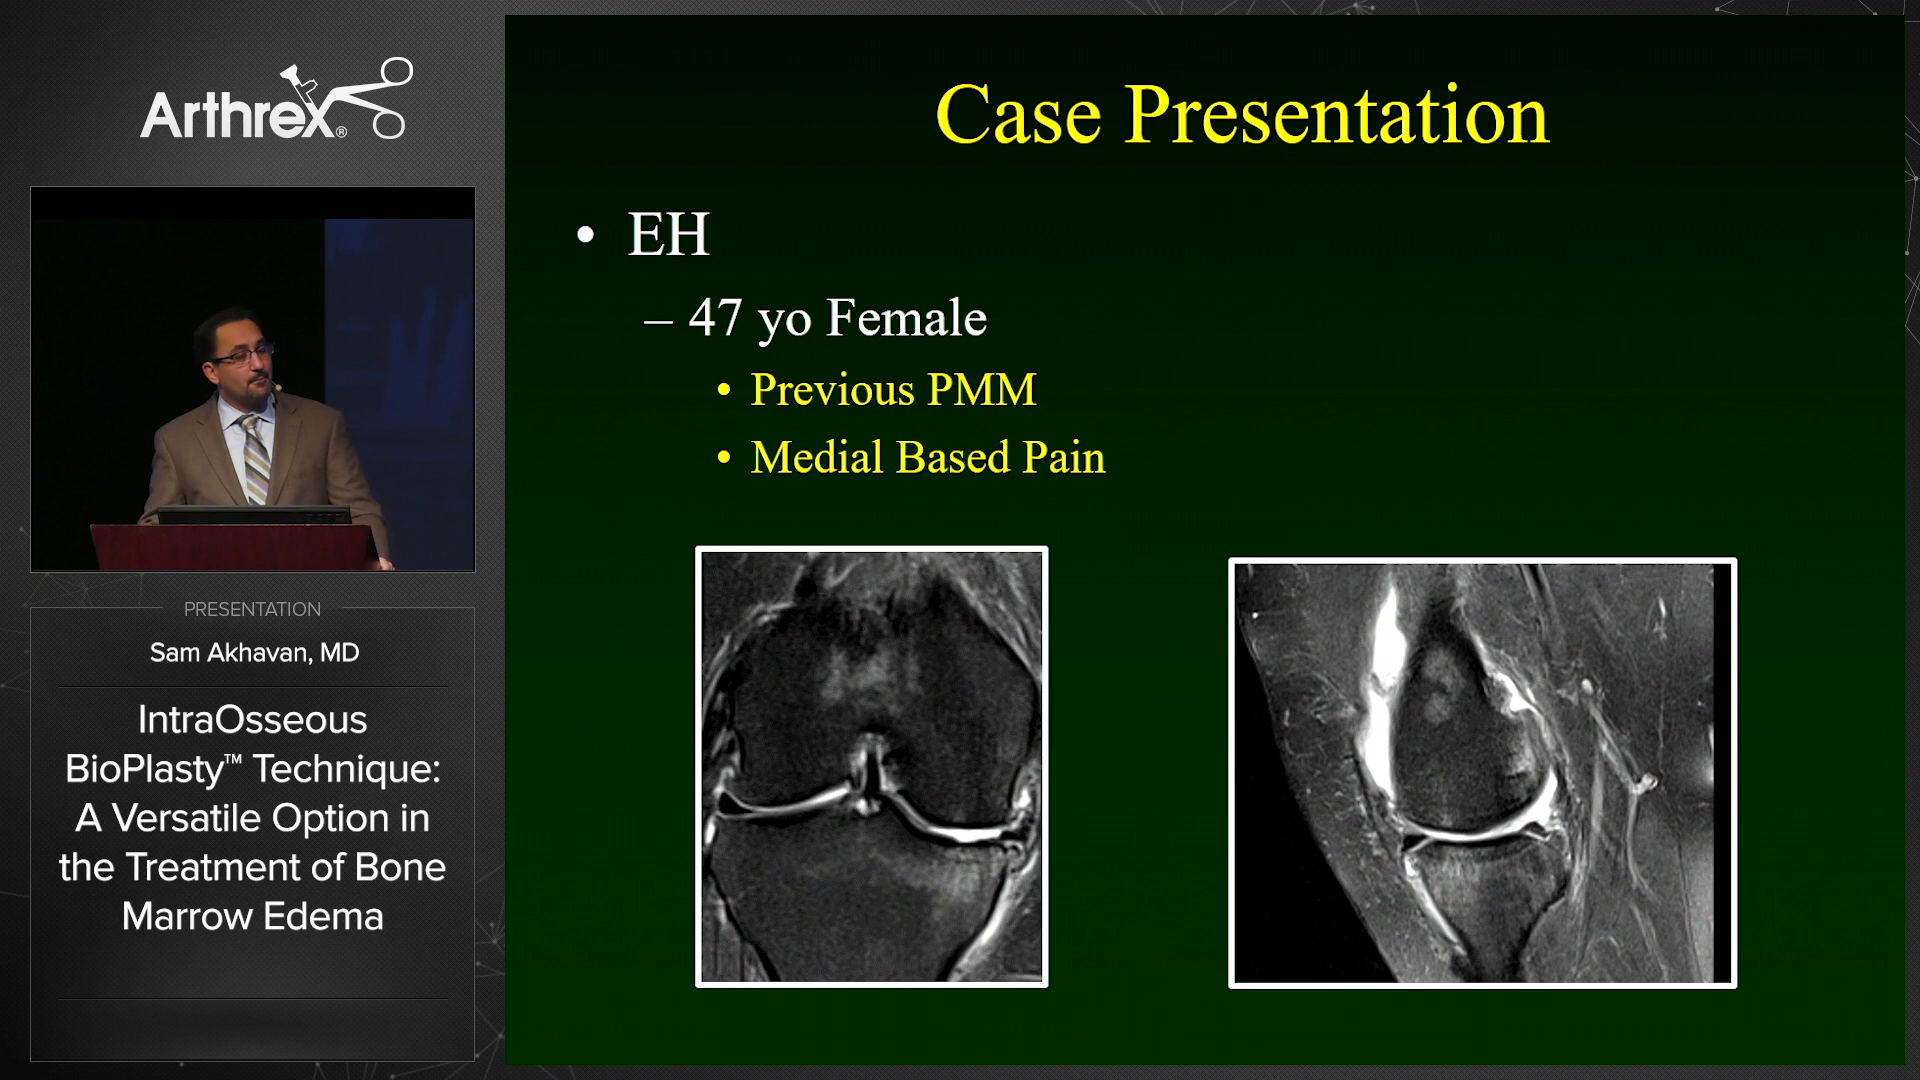 Arthrex®
PRESENTATION
Sam Akhavan, MD
IntraOsseous
BioPlasty™ Technique:
A Versatile Option in
the Treatment of Bone
Marrow Edema
Case Presentation
• EH
– 47 yo Female
• Previous PMM
• Medial Based Pain